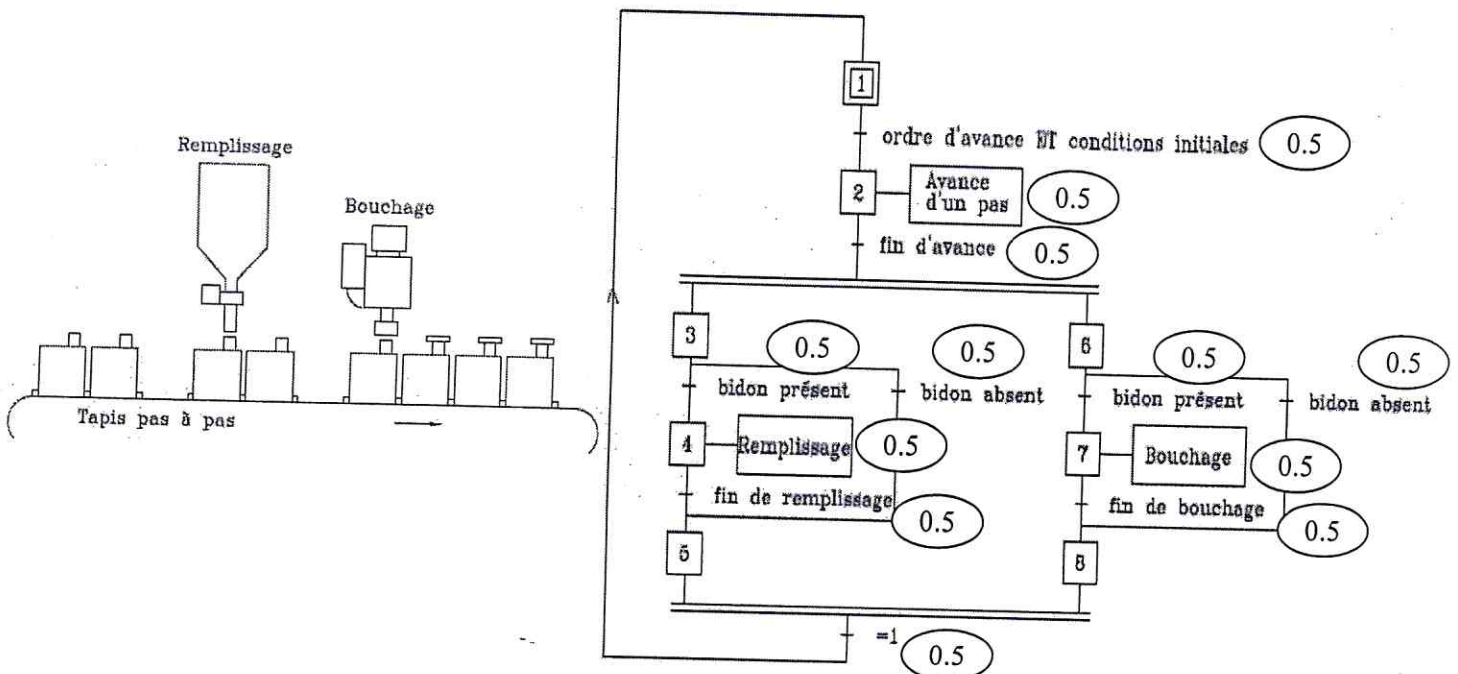 Remplissage
Bouchage
Tapis pas à pas
1
ordre d'avance ET conditions initiales 0.5
2 Avance
d'un pas 0.5
fin d'avance 0.5
3 0.5 0.5
bidon présent bidon absent
4 Remplissage 0.5
fin de remplissage 0.5
5
6 0.5 0.5
bidon présent bidon absent
7 Bouchage 0.5
fin de bouchage 0.5
8
=1 0.5